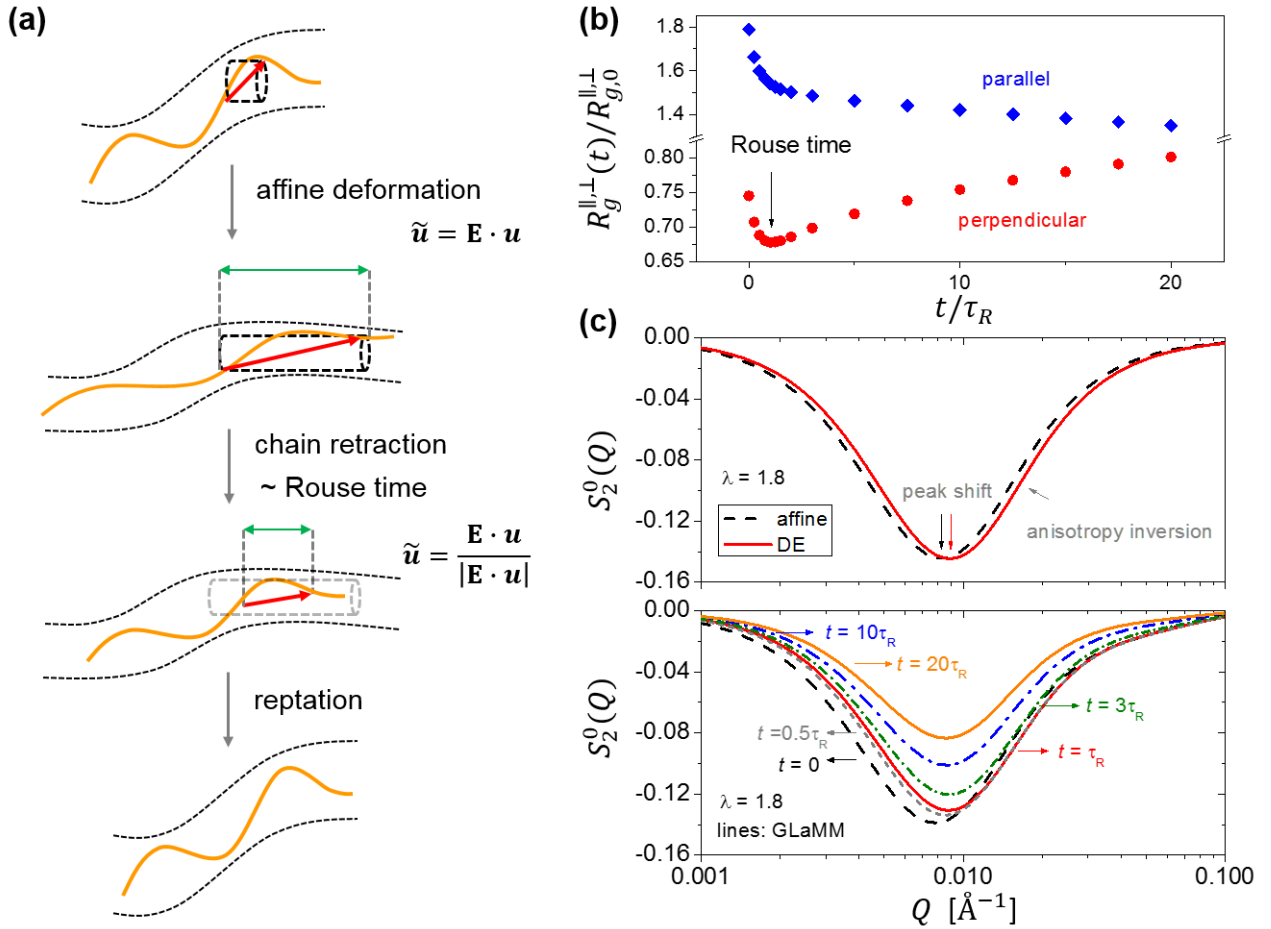 (a)
affine deformation
ũ = E · u
chain retraction
~ Rouse time
ũ = E · u / |E · u|
reptation
(b)
1.8
1.6
1.4
0.80
0.75
0.70
0.65
R_g^{∥,⊥}(t)/R_{g,0}^{∥,⊥}
parallel
Rouse time
perpendicular
0 10 20
t/τ_R
(c)
0.00
-0.04
-0.08
-0.12
-0.16
S_2^0(Q)
λ = 1.8
peak shift
affine
DE
anisotropy inversion
0.00
-0.04
-0.08
-0.12
-0.16
S_2^0(Q)
t = 10τ_R
t = 20τ_R
t = 3τ_R
t =0.5τ_R
t = τ_R
t = 0
λ = 1.8
lines: GLaMM
0.001 0.010 0.100
Q [Å⁻¹]